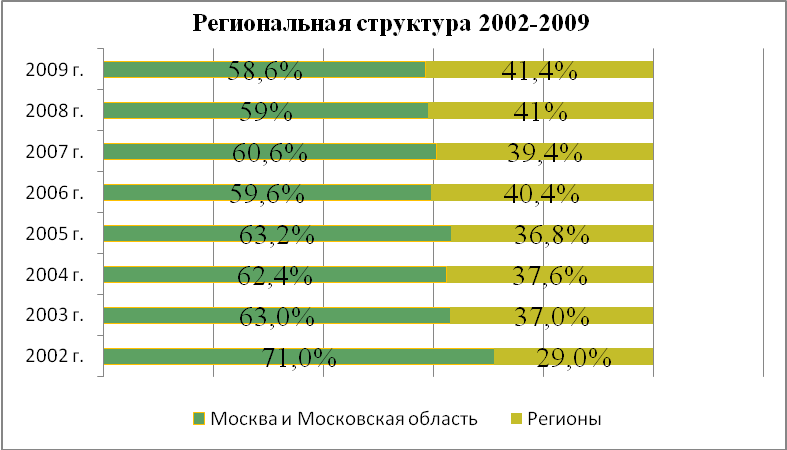 Региональная структура 2002-2009
2009 г. 58,6% 41,4%
2008 г. 59% 41%
2007 г. 60,6% 39,4%
2006 г. 59,6% 40,4%
2005 г. 63,2% 36,8%
2004 г. 62,4% 37,6%
2003 г. 63,0% 37,0%
2002 г. 71,0% 29,0%
Москва и Московская область Регионы